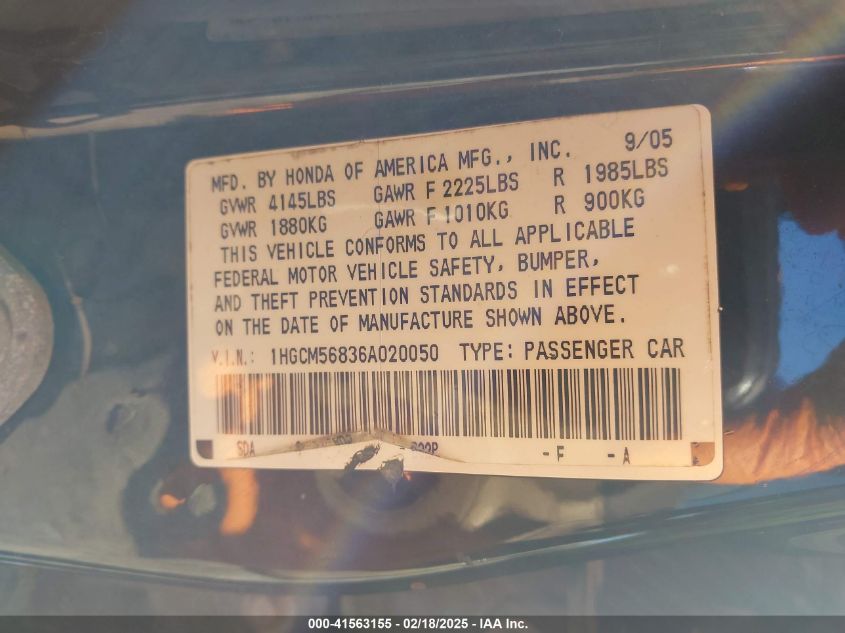 MFD. BY HONDA OF AMERICA MFG., INC. 9/05
GVWR 4145LBS GAWR F 2225LBS R 1985LBS
GVWR 1880KG GAWR F 1010KG R 900KG
THIS VEHICLE CONFORMS TO ALL APPLICABLE
FEDERAL MOTOR VEHICLE SAFETY, BUMPER,
AND THEFT PREVENTION STANDARDS IN EFFECT
ON THE DATE OF MANUFACTURE SHOWN ABOVE.
V.I.N.: 1HGCM56836A020050 TYPE: PASSENGER CAR
SDA -F -A
000-41563155 - 02/18/2025 - IAA Inc.